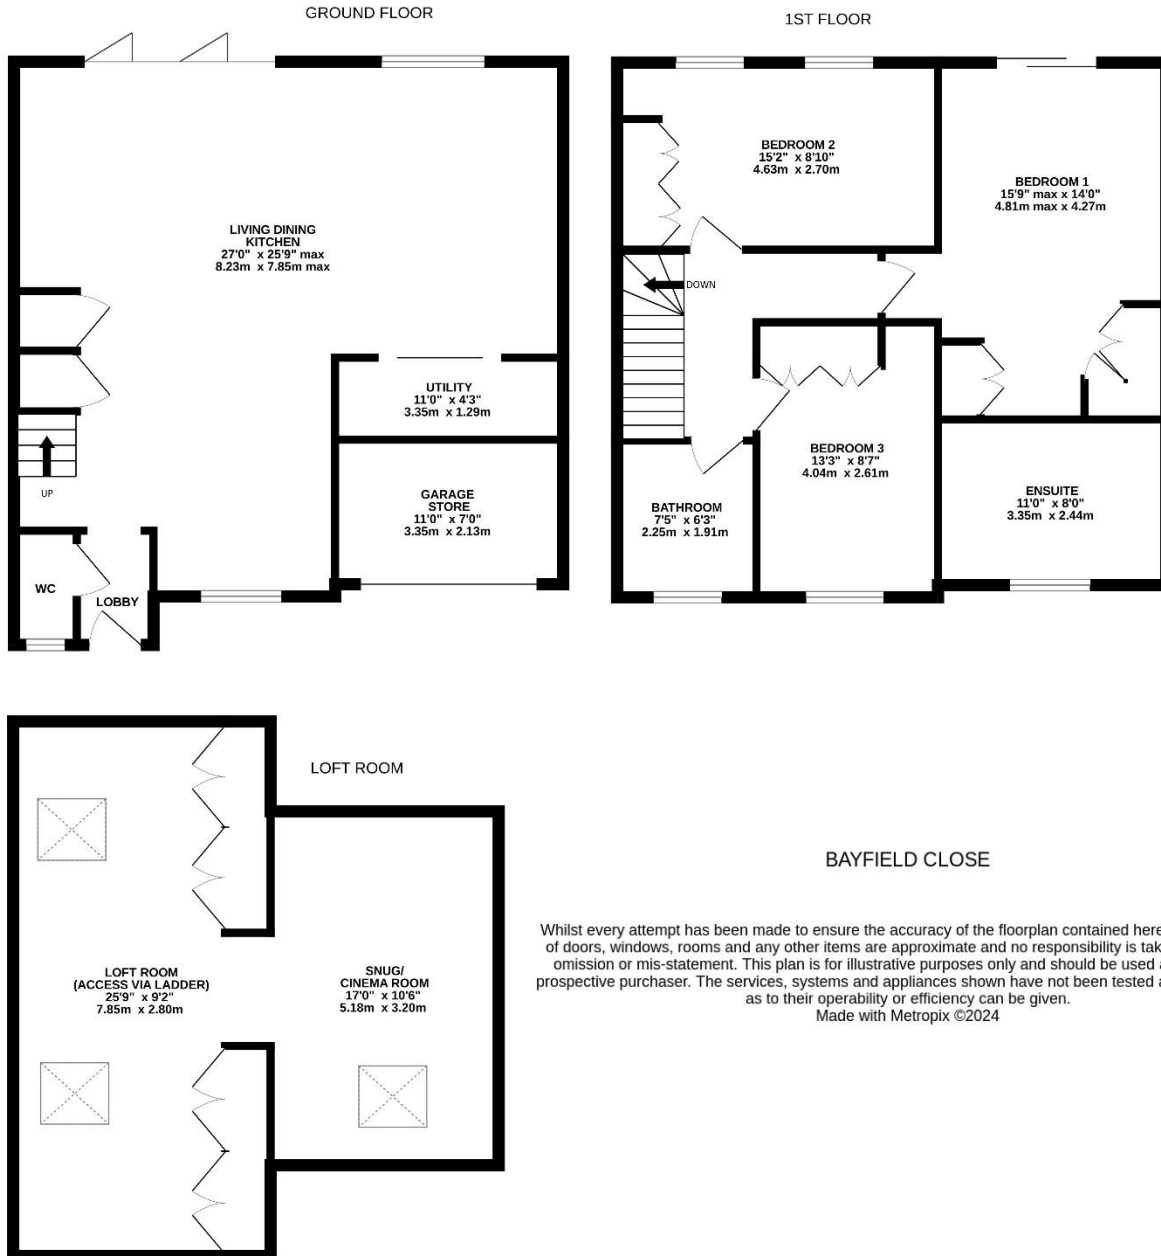 GROUND FLOOR
LIVING DINING
KITCHEN
27'0" x 25'9" max
8.23m x 7.85m max
UTILITY
11'0" x 4'3"
3.35m x 1.29m
GARAGE
STORE
11'0" x 7'0"
3.35m x 2.13m
UP
WC
LOBBY
1ST FLOOR
BEDROOM 2
15'2" x 8'10"
4.63m x 2.70m
BEDROOM 1
15'9" max x 14'0"
4.81m max x 4.27m
DOWN
BEDROOM 3
13'3" x 8'7"
4.04m x 2.61m
BATHROOM
7'5" x 6'3"
2.25m x 1.91m
ENSUITE
11'0" x 8'0"
3.35m x 2.44m
LOFT ROOM
LOFT ROOM
(ACCESS VIA LADDER)
25'9" x 9'2"
7.85m x 2.80m
SNUG/
CINEMA ROOM
17'0" x 10'6"
5.18m x 3.20m
BAYFIELD CLOSE
Whilst every attempt has been made to ensure the accuracy of the floorplan contained here
of doors, windows, rooms and any other items are approximate and no responsibility is tak
omission or mis-statement. This plan is for illustrative purposes only and should be used a
prospective purchaser. The services, systems and appliances shown have not been tested a
as to their operability or efficiency can be given.
Made with Metropix ©2024